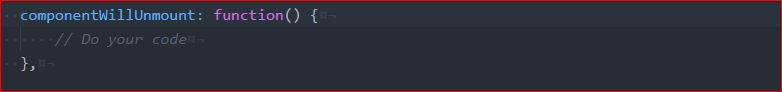 componentWillUnmount: function() {
// Do your code
},